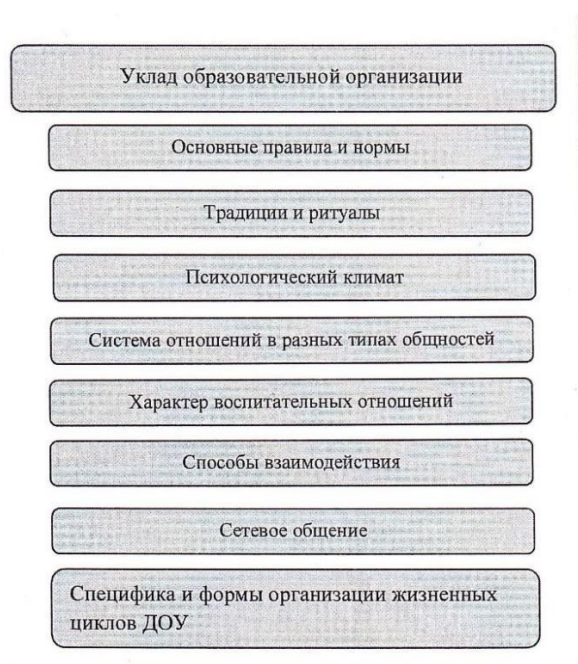 Уклад образовательной организации
Основные правила и нормы
Традиции и ритуалы
Психологический климат
Система отношений в разных типах общностей
Характер воспитательных отношений
Способы взаимодействия
Сетевое общение
Специфика и формы организации жизненных
циклов ДОУ